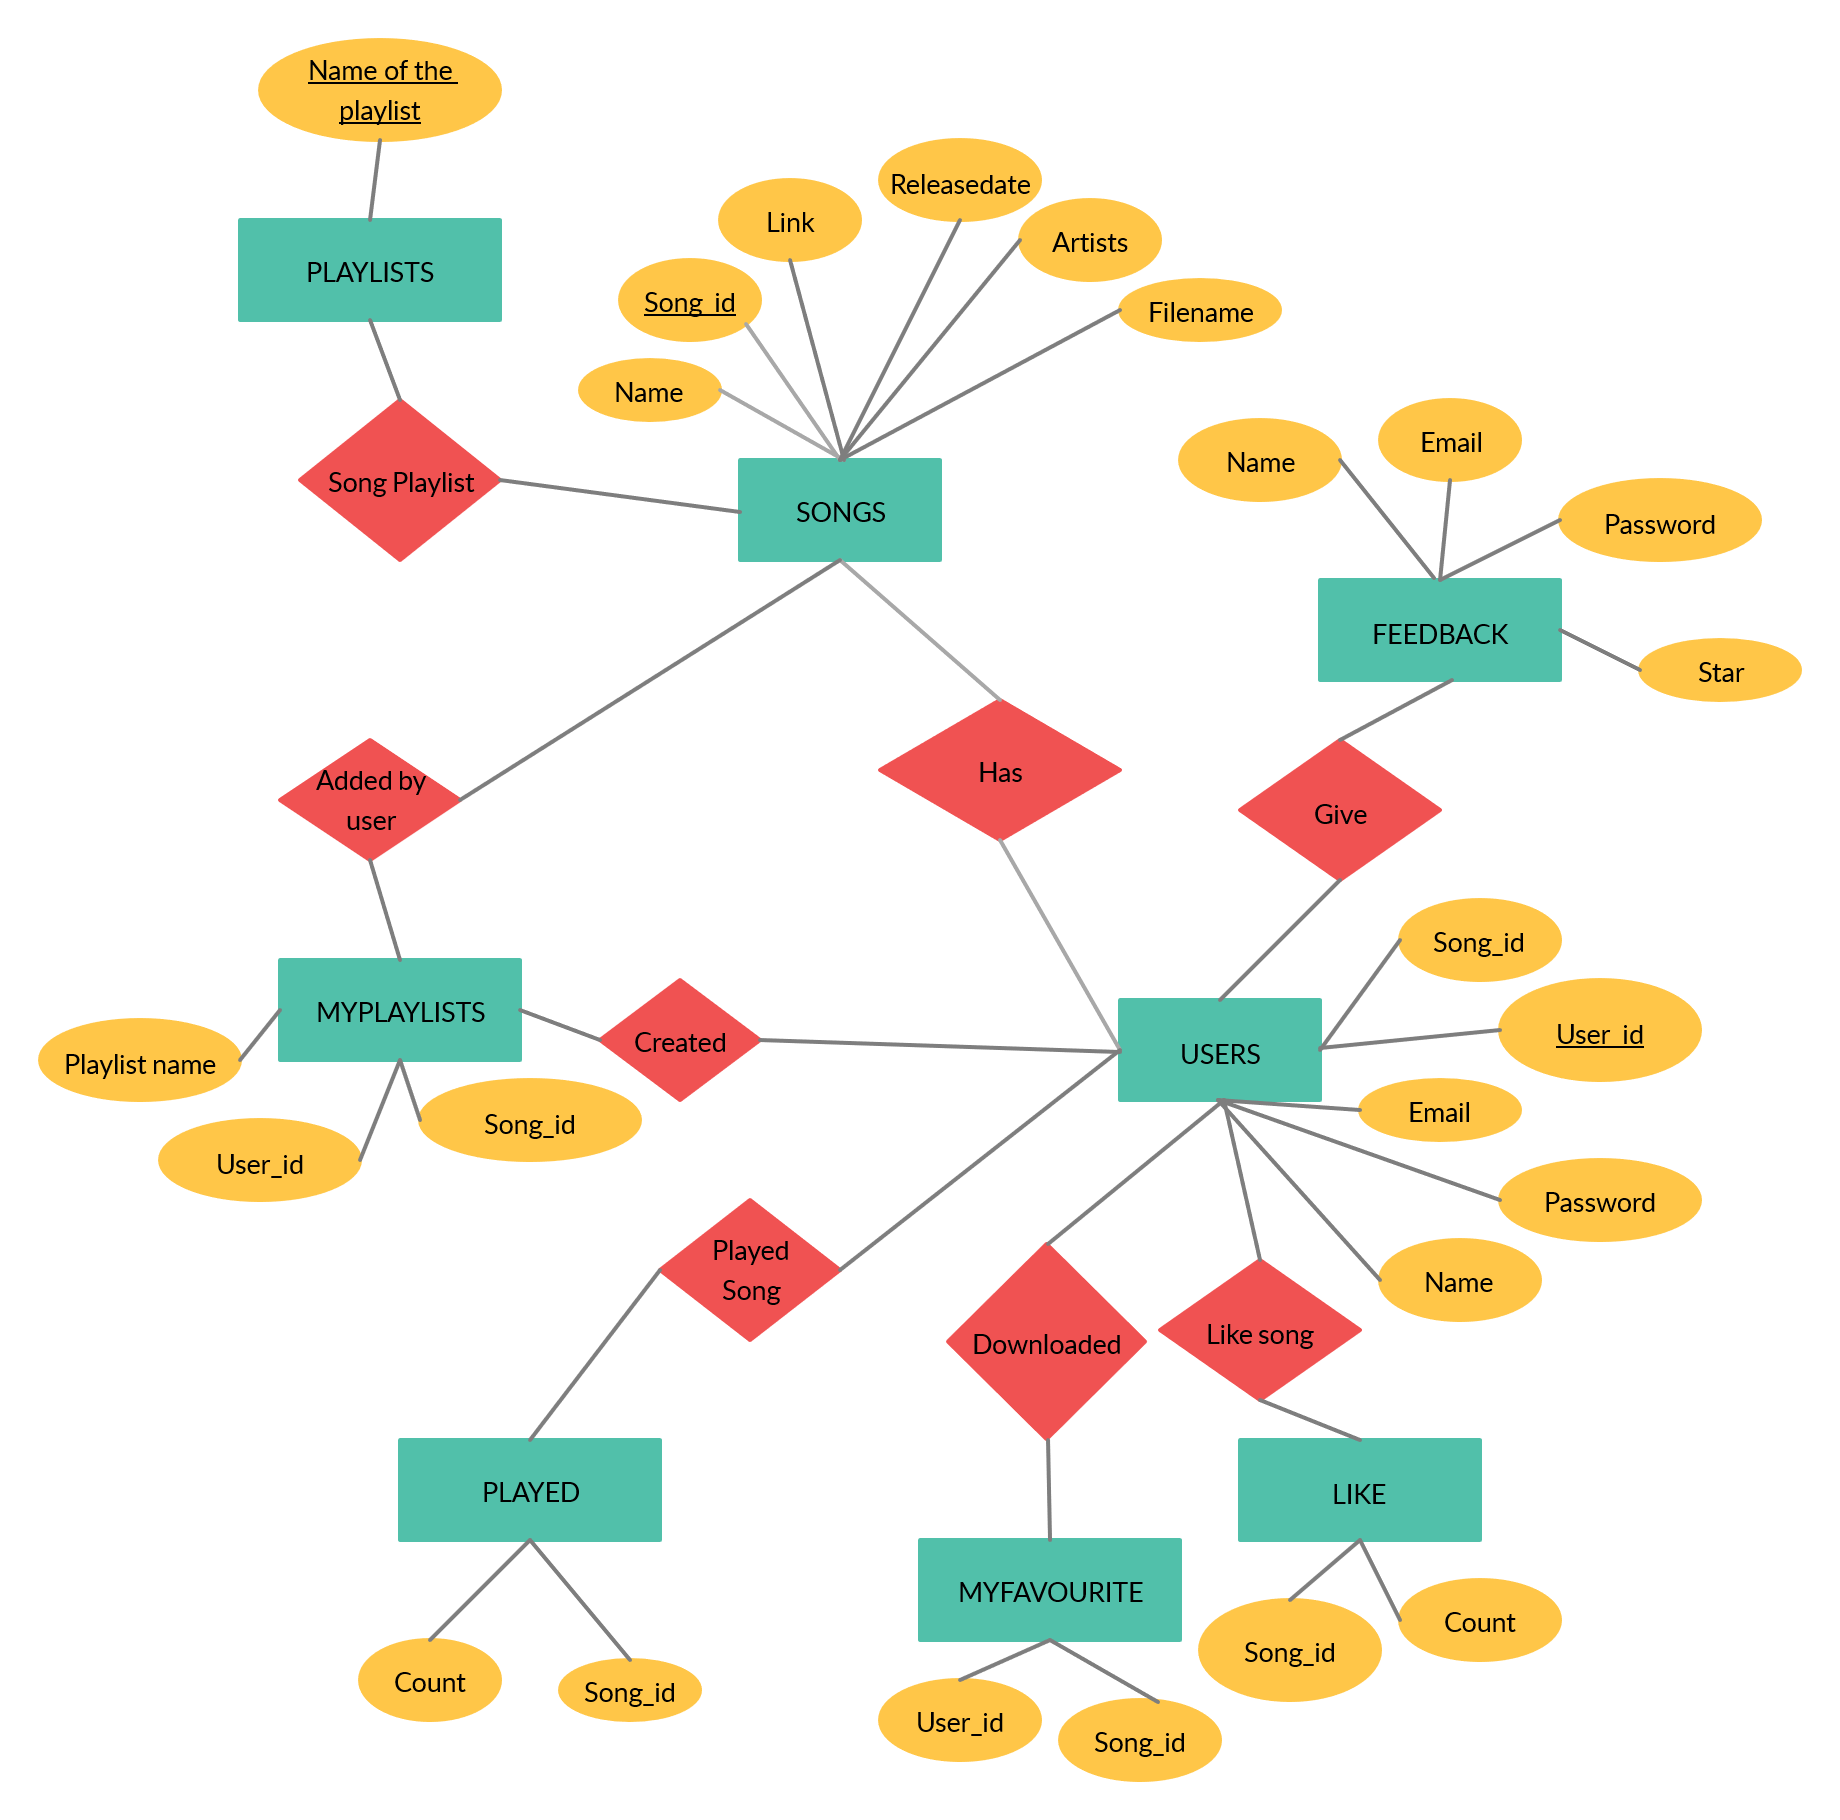 Name of the
playlist
PLAYLISTS
Song Playlist
Releasedate
Link
Artists
Song_id
Filename
Name
SONGS
Name
Email
Password
FEEDBACK
Star
Added by
user
Has
Give
MYPLAYLISTS
Playlist name
User_id
Song_id
Created
USERS
Song_id
User_id
Email
Password
Name
Played
Song
Downloaded
Like song
PLAYED
Count
Song_id
MYFAVOURITE
User_id
Song_id
LIKE
Song_id
Count